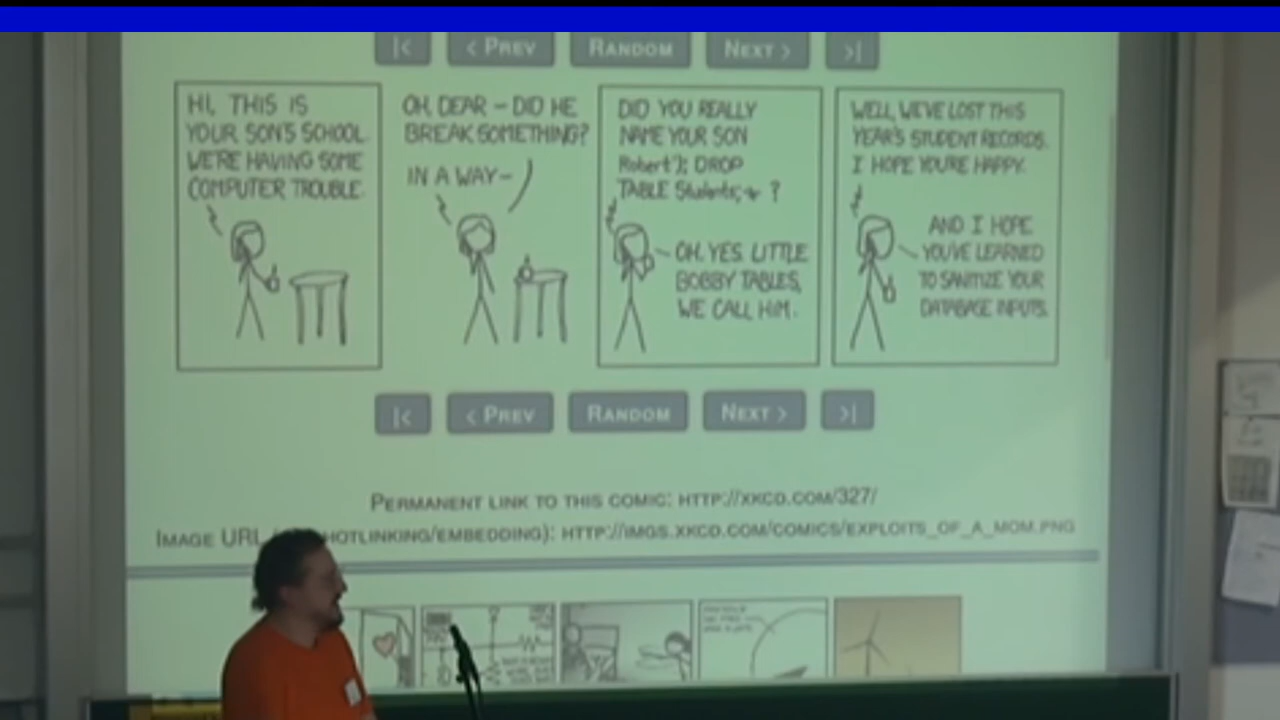 |< < PREV RANDOM NEXT > >|
HI, THIS IS
YOUR SON'S SCHOOL.
WE'RE HAVING SOME
COMPUTER TROUBLE.
OH, DEAR – DID HE
BREAK SOMETHING?
IN A WAY–
DID YOU REALLY
NAME YOUR SON
Robert'); DROP
TABLE Students;-- ?
OH, YES. LITTLE
BOBBY TABLES,
WE CALL HIM.
WELL, WE'VE LOST THIS
YEAR'S STUDENT RECORDS.
I HOPE YOU'RE HAPPY.
AND I HOPE
YOU'VE LEARNED
TO SANITIZE YOUR
DATABASE INPUTS.
|< < PREV RANDOM NEXT > >|
PERMANENT LINK TO THIS COMIC: HTTP://XKCD.COM/327/
IMAGE URL HOTLINKING/EMBEDDING): HTTP://IMGS.XKCD.COM/COMICS/EXPLOITS_OF_A_MOM.PNG